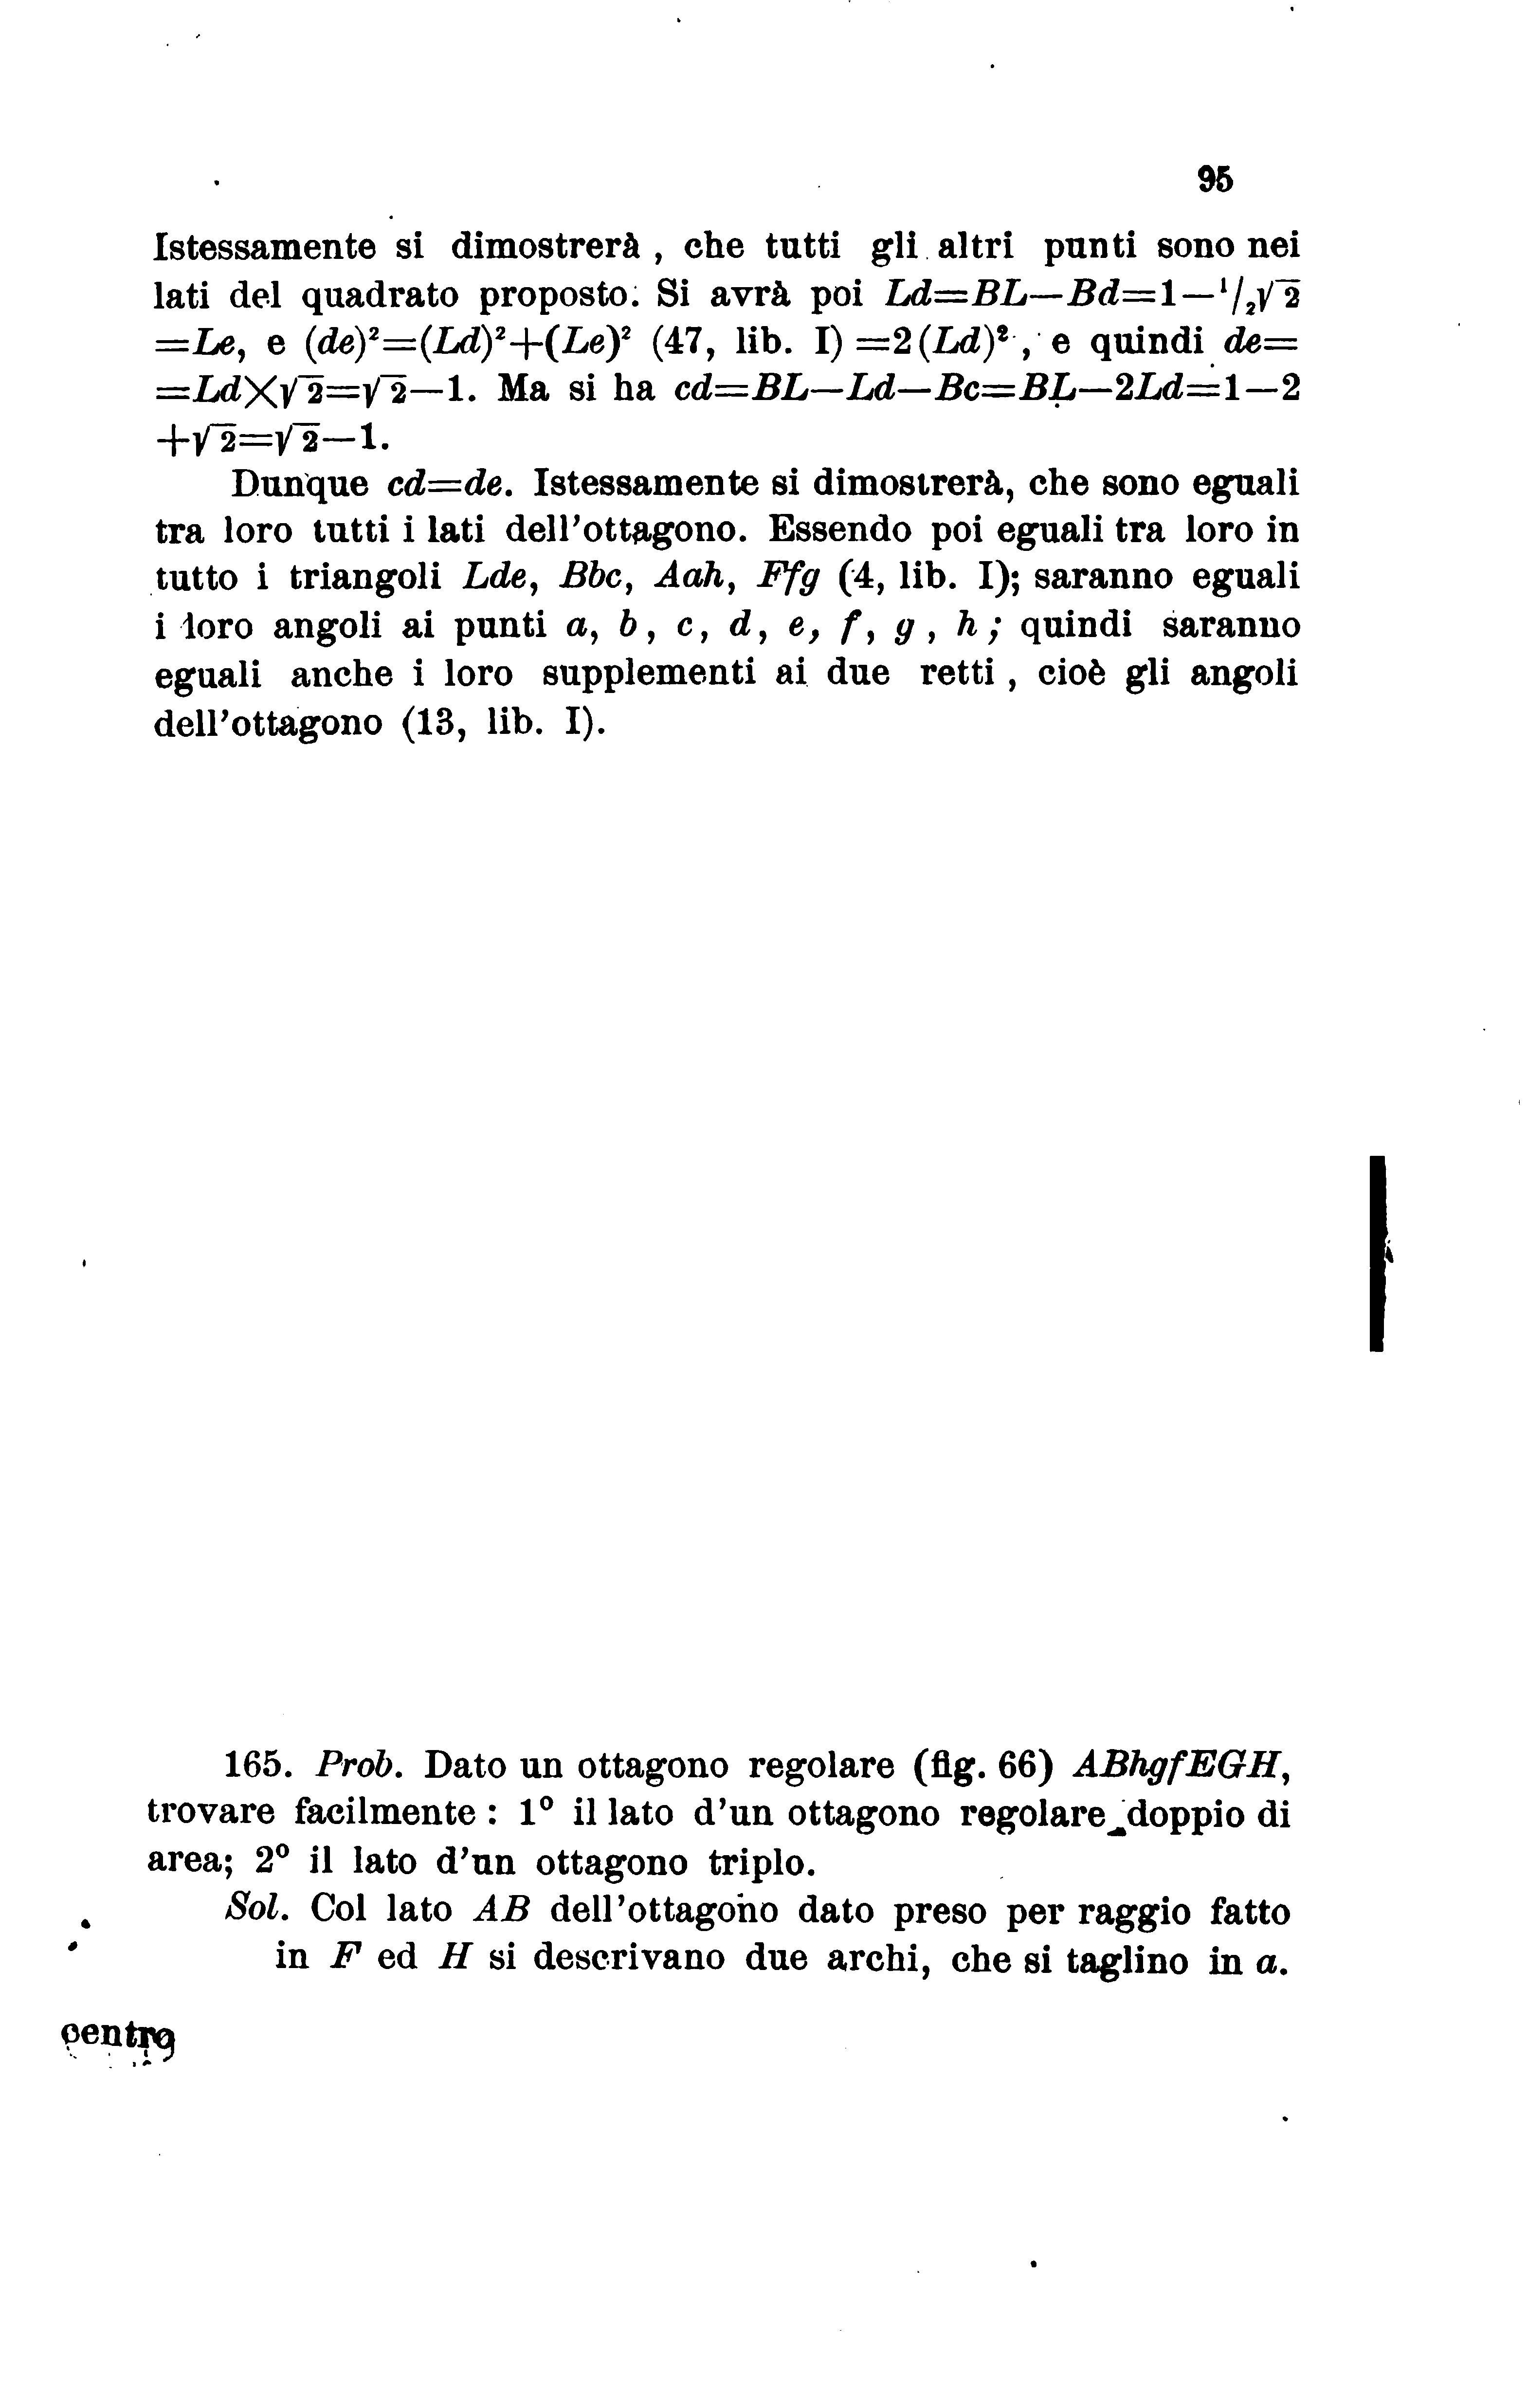 95
Istessamente si dimostrerà, che tutti gli altri punti sono nei
lati del quadrato proposto. Si avrà poi Ld=BL—Bd=1—¹/₂√2
=Le, e (de)²=(Ld)²+(Le)² (47, lib. I) =2(Ld)², e quindi de=
=Ld×√2=√2—1. Ma si ha cd=BL—Ld—Bc=BL—2Ld=1—2
+√2=√2—1.
Dunque cd=de. Istessamente si dimostrerà, che sono eguali
tra loro tutti i lati dell'ottagono. Essendo poi eguali tra loro in
tutto i triangoli Lde, Bbc, Aah, Ffg (4, lib. I); saranno eguali
i loro angoli ai punti a, b, c, d, e, f, g, h; quindi saranno
eguali anche i loro supplementi ai due retti, cioè gli angoli
dell'ottagono (13, lib. I).
165. Prob. Dato un ottagono regolare (fig. 66) ABhgfEGH,
trovare facilmente: 1º il lato d'un ottagono regolare doppio di
area; 2º il lato d'un ottagono triplo.
Sol. Col lato AB dell'ottagono dato preso per raggio fatto
in F ed H si descrivano due archi, che si taglino in a.
centro